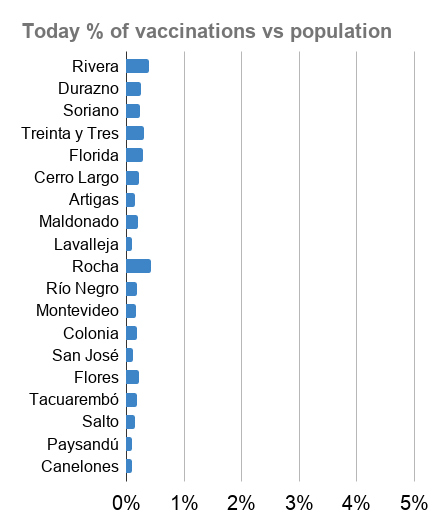 Today % of vaccinations vs population
Rivera
Durazno
Soriano
Treinta y Tres
Florida
Cerro Largo
Artigas
Maldonado
Lavalleja
Rocha
Río Negro
Montevideo
Colonia
San José
Flores
Tacuarembó
Salto
Paysandú
Canelones
0% 1% 2% 3% 4% 5%